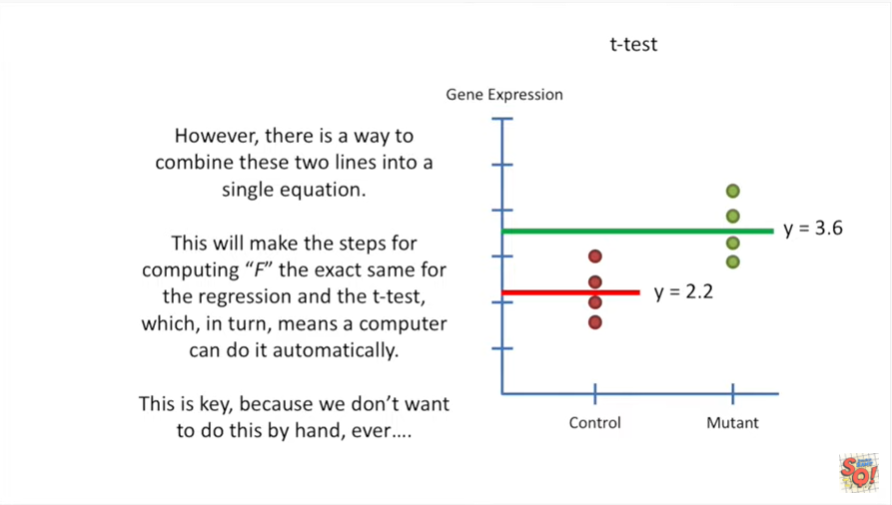 t-test
Gene Expression
However, there is a way to
combine these two lines into a
single equation.
This will make the steps for
computing “F” the exact same for
the regression and the t-test,
which, in turn, means a computer
can do it automatically.
This is key, because we don’t want
to do this by hand, ever....
y = 3.6
y = 2.2
Control
Mutant